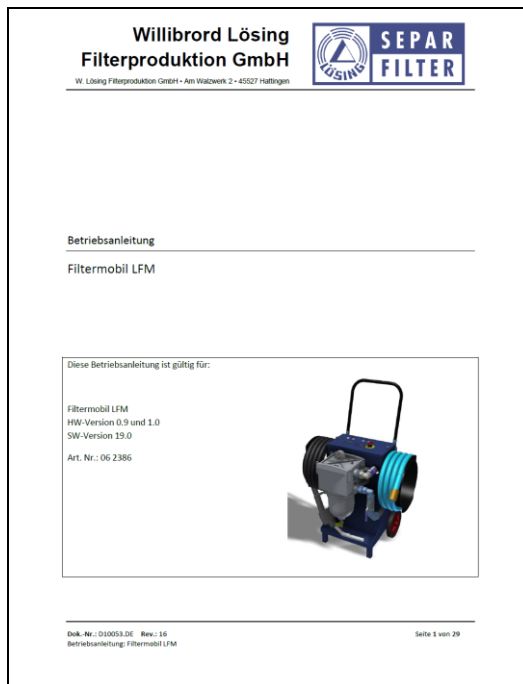 Willibrord Lösing
Filterproduktion GmbH
W. Lösing Filterproduktion GmbH • Am Walzwerk 2 • 45527 Hattingen
LÖSING
SEPAR
FILTER
Betriebsanleitung
Filtermobil LFM
Diese Betriebsanleitung ist gültig für:
Filtermobil LFM
HW-Version 0.9 und 1.0
SW-Version 19.0
Art. Nr.: 06 2386
Dok.-Nr.: D10053.DE Rev.: 16
Seite 1 von 29
Betriebsanleitung: Filtermobil LFM